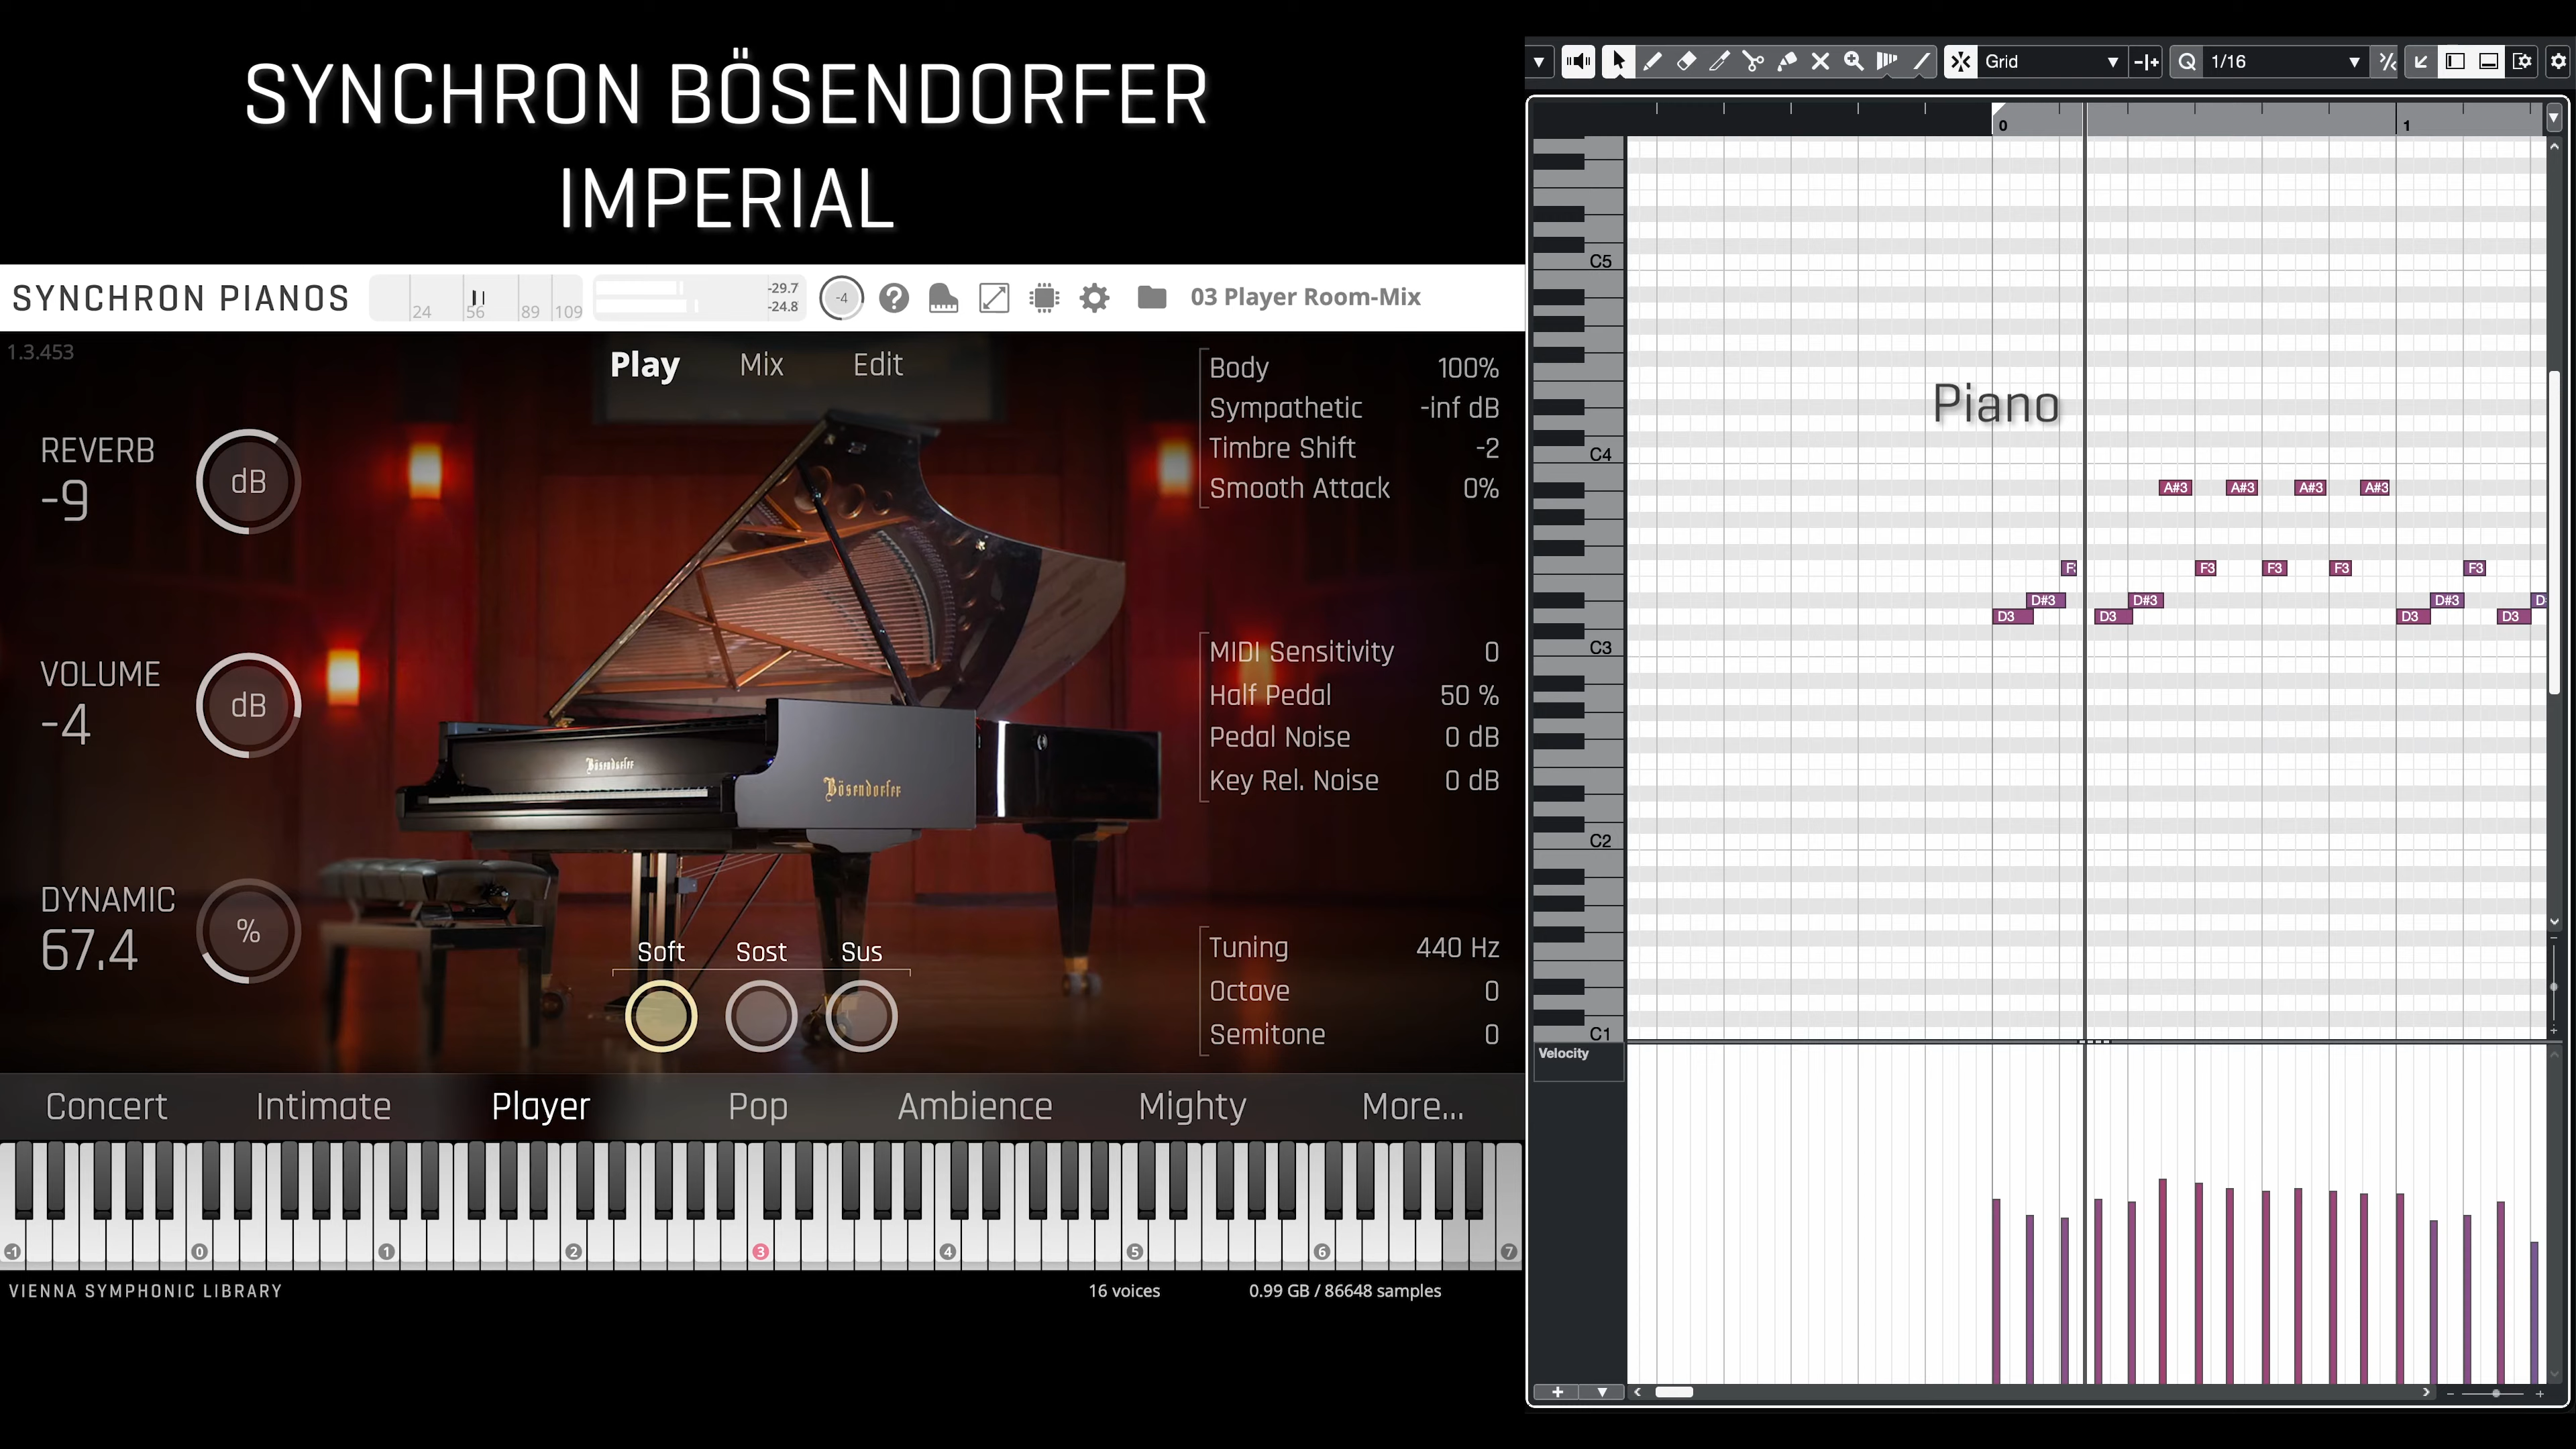 SYNCHRON BÖSENDORFER
IMPERIAL
SYNCHRON PIANOS
24 56 89 109
-29.7
-24.8
-4
03 Player Room-Mix
1.3.453
Play Mix Edit
REVERB
-9
dB
VOLUME
-4
dB
DYNAMIC
67.4
%
Body 100%
Sympathetic -inf dB
Timbre Shift -2
Smooth Attack 0%
MIDI Sensitivity 0
Half Pedal 50 %
Pedal Noise 0 dB
Key Rel. Noise 0 dB
Tuning 440 Hz
Octave 0
Semitone 0
Bösendorfer
Bösendorfer
Soft Sost Sus
Concert Intimate Player Pop Ambience Mighty More...
-1 0 1 2 3 4 5 6 7
VIENNA SYMPHONIC LIBRARY
16 voices
0.99 GB / 86648 samples
Grid
Q 1/16
0 1
C5
Piano
C4
A#3 A#3 A#3 A#3
F3 F3 F3 F3
D#3 D#3 D#3
D3 D3 D3 D3
C3
C2
C1
Velocity